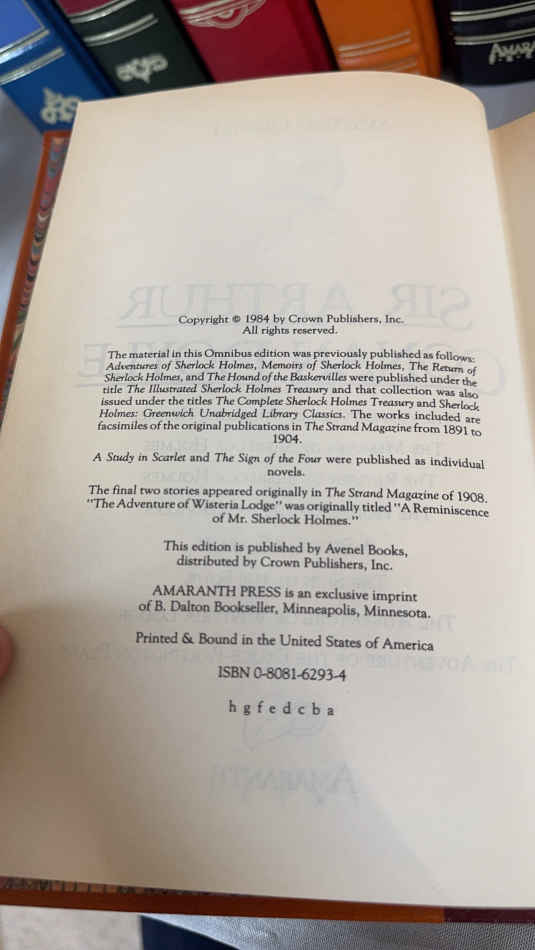 AMARA
Copyright © 1984 by Crown Publishers, Inc.
All rights reserved.
The material in this Omnibus edition was previously published as follows:
Adventures of Sherlock Holmes, Memoirs of Sherlock Holmes, The Return of
Sherlock Holmes, and The Hound of the Baskervilles were published under the
title The Illustrated Sherlock Holmes Treasury and that collection was also
issued under the titles The Complete Sherlock Holmes Treasury and Sherlock
Holmes: Greenwich Unabridged Library Classics. The works included are
facsimiles of the original publications in The Strand Magazine from 1891 to
1904.
A Study in Scarlet and The Sign of the Four were published as individual
novels.
The final two stories appeared originally in The Strand Magazine of 1908.
"The Adventure of Wisteria Lodge" was originally titled "A Reminiscence
of Mr. Sherlock Holmes."
This edition is published by Avenel Books,
distributed by Crown Publishers, Inc.
AMARANTH PRESS is an exclusive imprint
of B. Dalton Bookseller, Minneapolis, Minnesota.
Printed & Bound in the United States of America
ISBN 0-8081-6293-4
h g f e d c b a